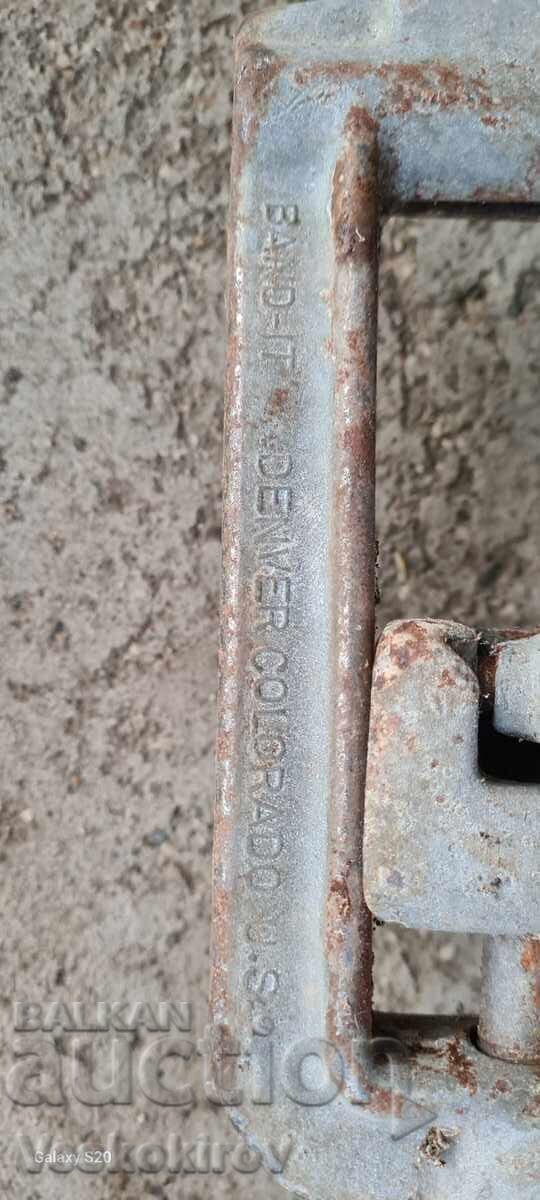 BAND-IT DENVER COLORADO U.S.
BALKAN
auction
Galaxy S20